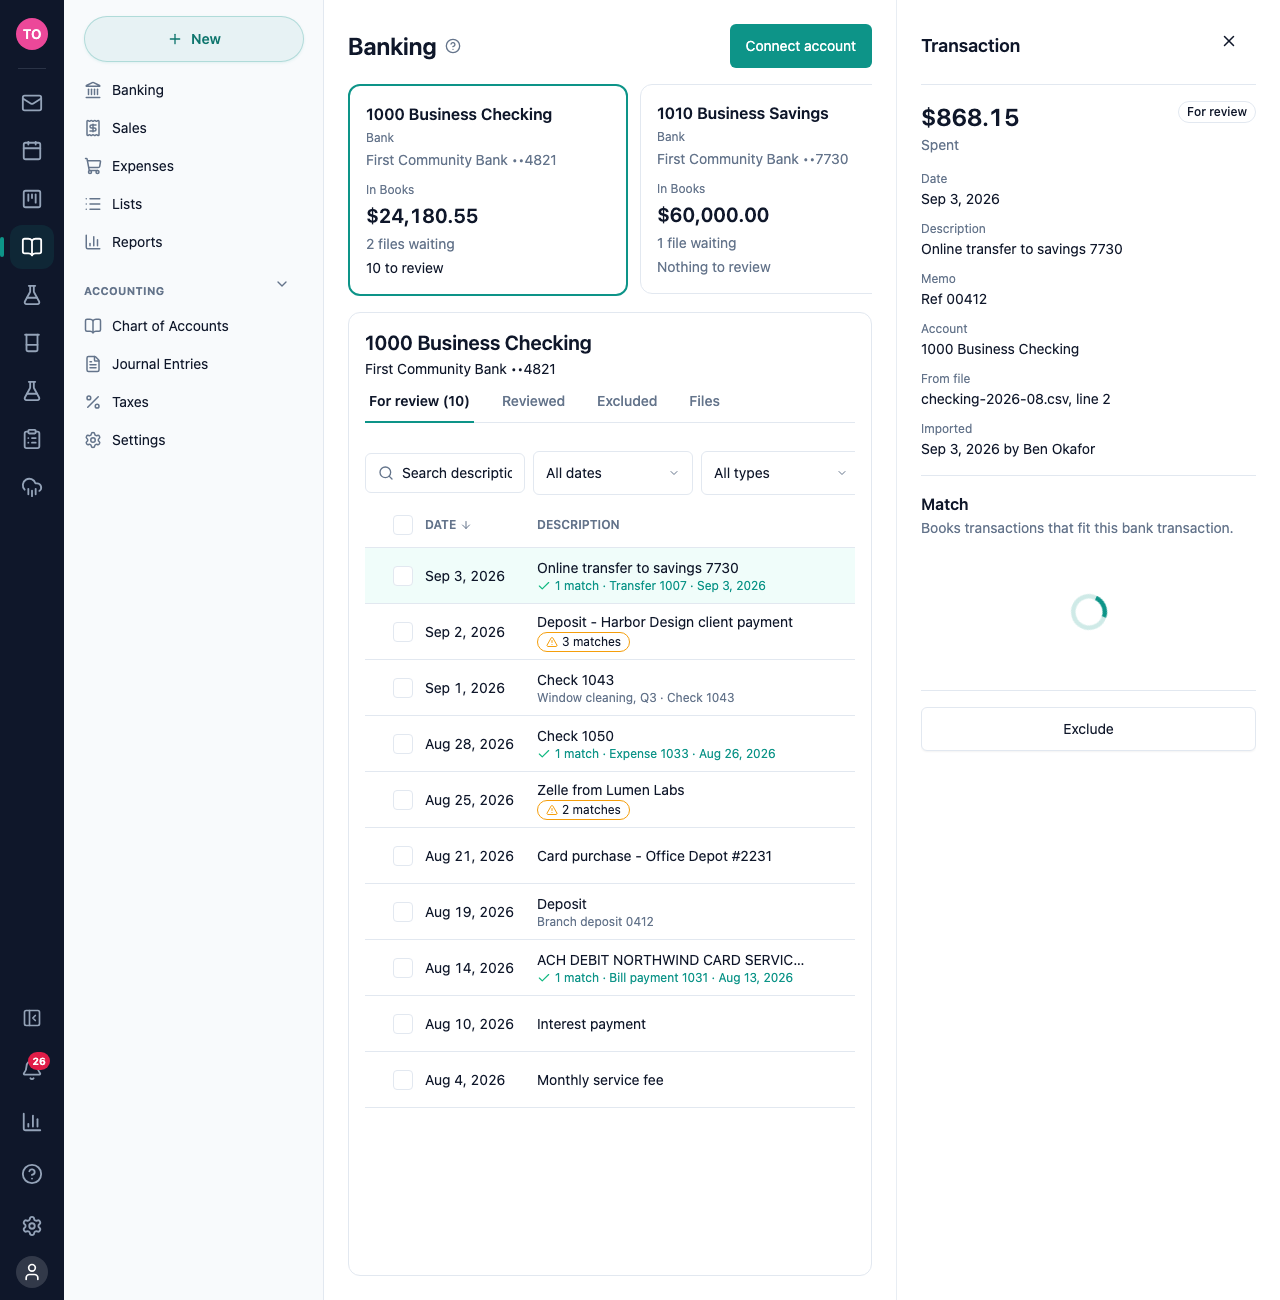 TO
26
New
Banking
Sales
Expenses
Lists
Reports
ACCOUNTING
Chart of Accounts
Journal Entries
Taxes
Settings
Banking
Connect account
1000 Business Checking
Bank
First Community Bank ••4821
In Books
$24,180.55
2 files waiting
10 to review
1010 Business Savings
Bank
First Community Bank ••7730
In Books
$60,000.00
1 file waiting
Nothing to review
1000 Business Checking
First Community Bank ••4821
For review (10) Reviewed Excluded Files
Search descriptic All dates All types
DATE DESCRIPTION
Sep 3, 2026 Online transfer to savings 7730
1 match · Transfer 1007 · Sep 3, 2026
Sep 2, 2026 Deposit - Harbor Design client payment
3 matches
Sep 1, 2026 Check 1043
Window cleaning, Q3 · Check 1043
Aug 28, 2026 Check 1050
1 match · Expense 1033 · Aug 26, 2026
Aug 25, 2026 Zelle from Lumen Labs
2 matches
Aug 21, 2026 Card purchase - Office Depot #2231
Aug 19, 2026 Deposit
Branch deposit 0412
Aug 14, 2026 ACH DEBIT NORTHWIND CARD SERVIC...
1 match · Bill payment 1031 · Aug 13, 2026
Aug 10, 2026 Interest payment
Aug 4, 2026 Monthly service fee
Transaction
$868.15
For review
Spent
Date
Sep 3, 2026
Description
Online transfer to savings 7730
Memo
Ref 00412
Account
1000 Business Checking
From file
checking-2026-08.csv, line 2
Imported
Sep 3, 2026 by Ben Okafor
Match
Books transactions that fit this bank transaction.
Exclude